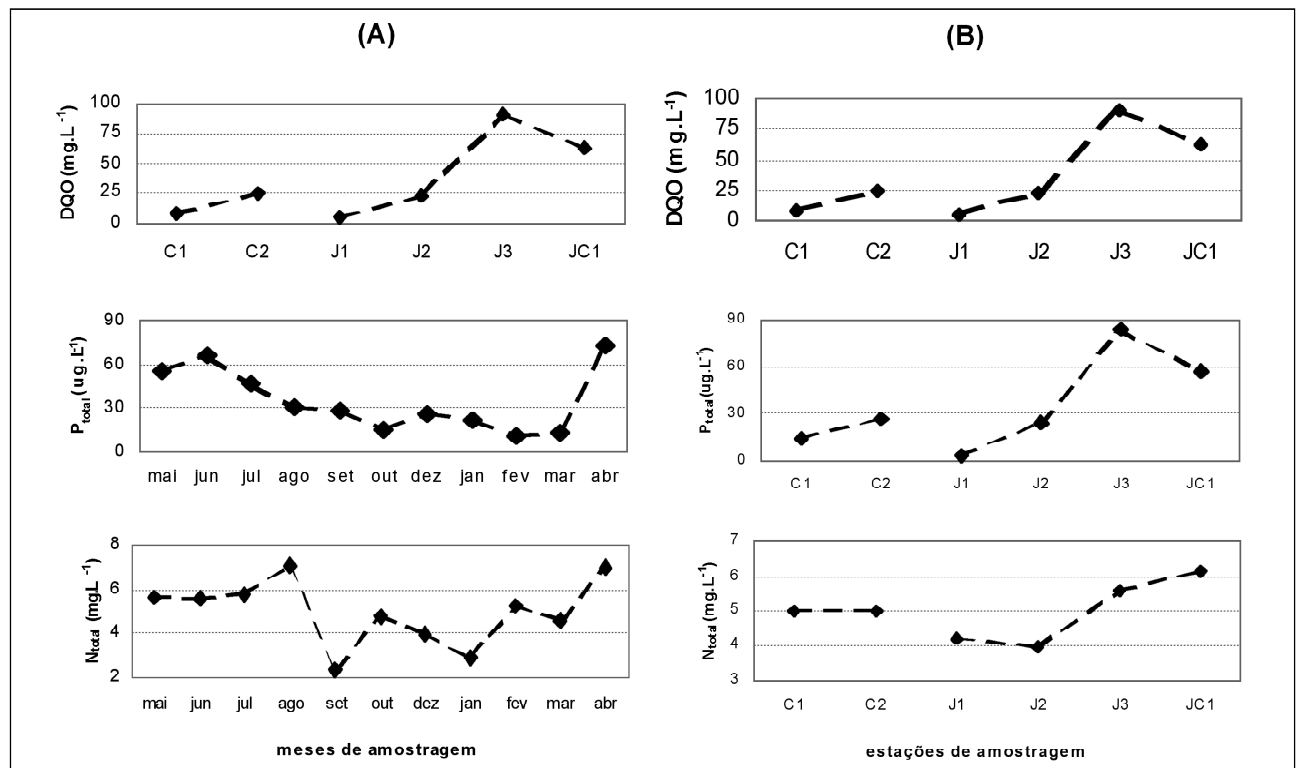 (A)
100
75
50
25
0
DQO (mg.L-1)
C1 C2 J1 J2 J3 JC1
90
60
30
0
Ptotal (ug.L-1)
mai jun jul ago set out dez jan fev mar abr
8
6
4
2
Ntotal (mgL-1)
mai jun jul ago set out dez jan fev mar abr
meses de amostragem
(B)
100
75
50
25
0
DQO (mg.L-1)
C1 C2 J1 J2 J3 JC1
90
60
30
0
Ptotal(ug.L-1)
C1 C2 J1 J2 J3 JC1
7
6
5
4
3
Ntotal (mg.L-1)
C1 C2 J1 J2 J3 JC1
estações de amostragem